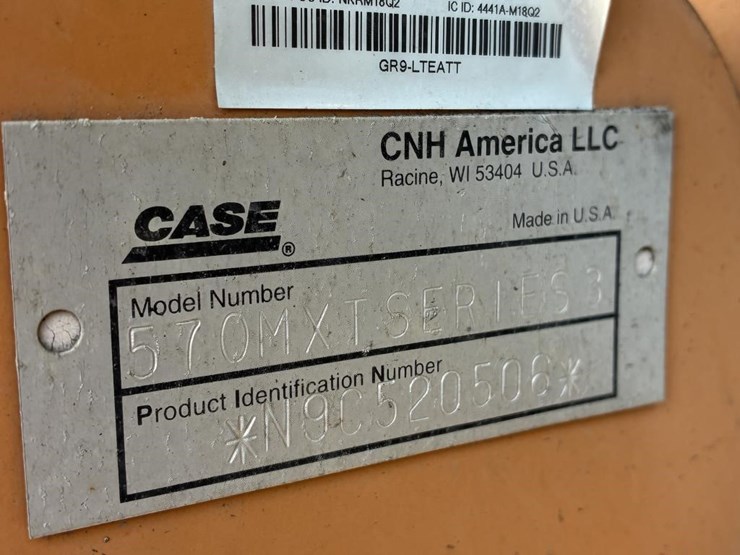 IC ID: 4441A-M18Q2
GR9-LTEATT
CNH America LLC
Racine, WI 53404 U.S.A.
CASE®
Made in U.S.A.
Model Number
570MXTSERIES3
Product Identification Number
*N9C520508*